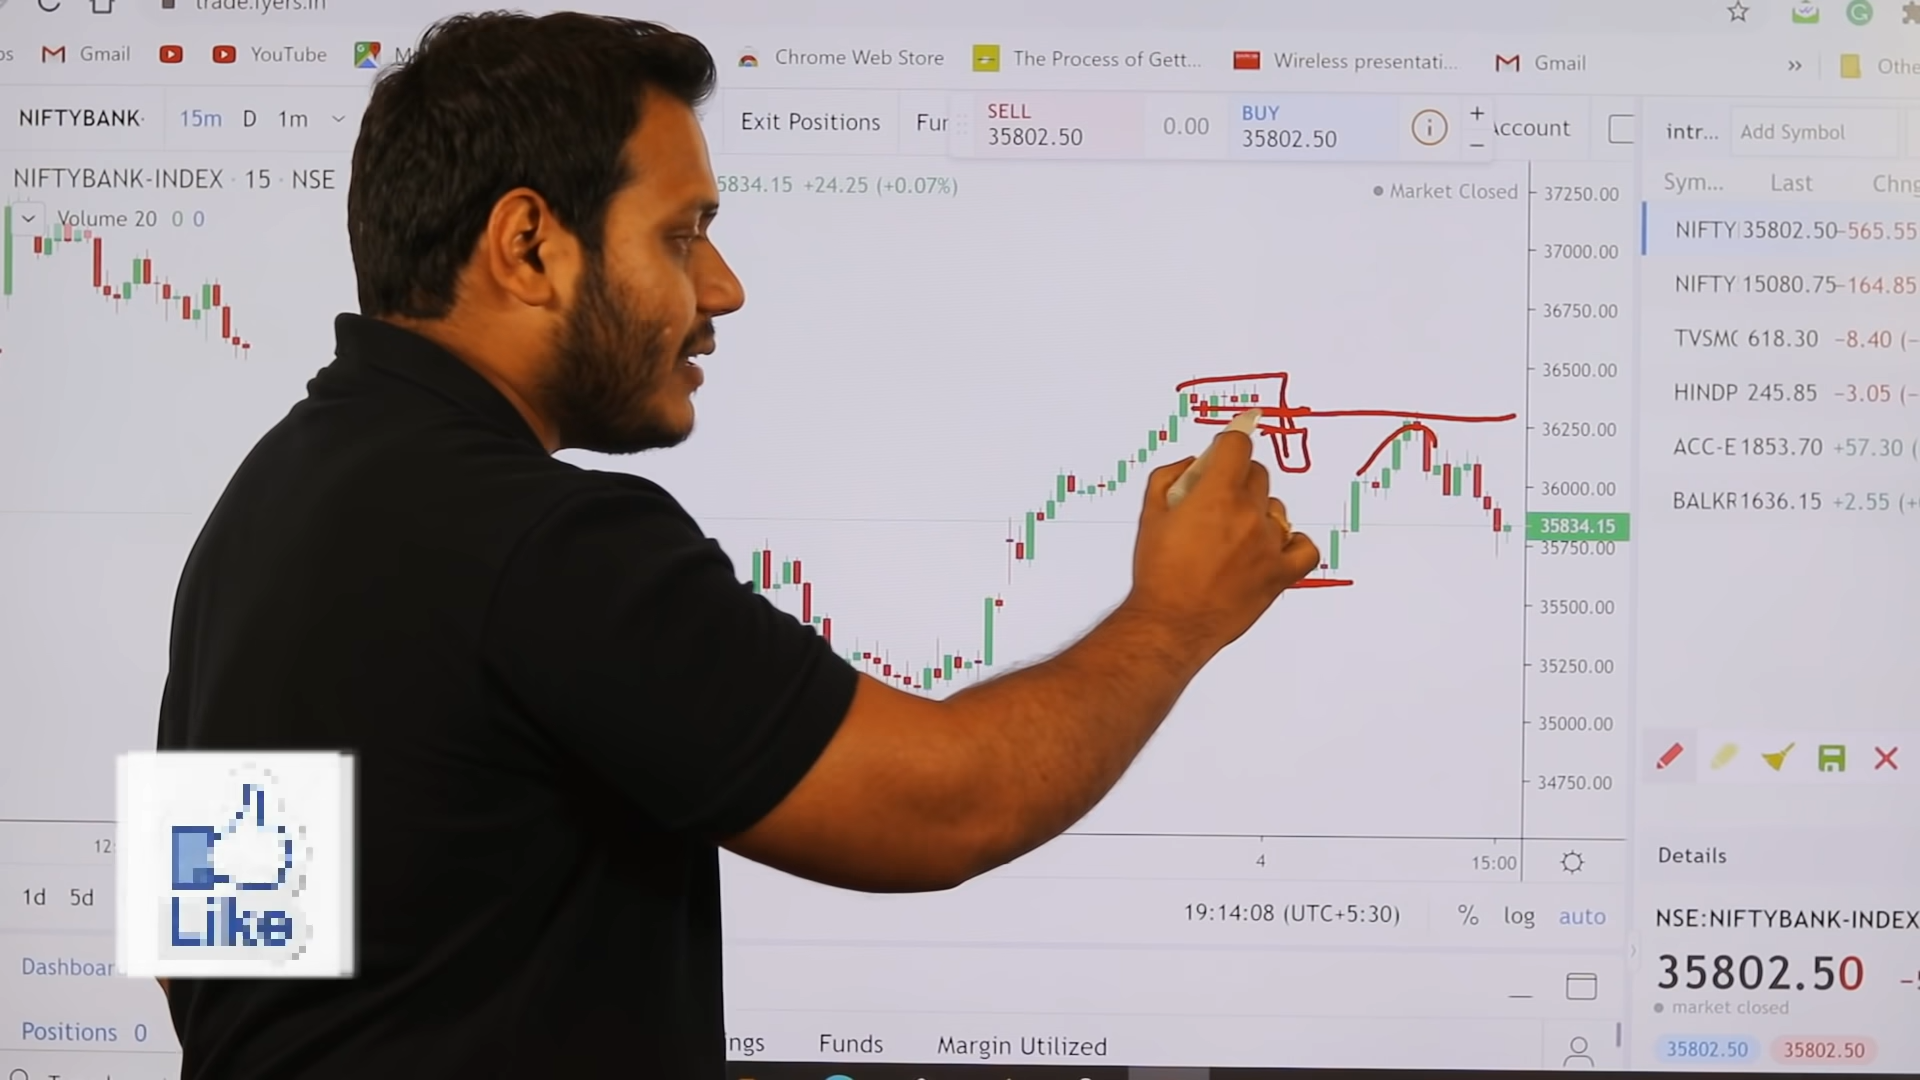 trade.fyers.in
Gmail YouTube Chrome Web Store The Process of Gett... Wireless presentati... Gmail »
NIFTYBANK 15m D 1m Exit Positions SELL 35802.50 0.00 BUY 35802.50 + − intr... Add Symbol
NIFTYBANK-INDEX · 15 · NSE 5834.15 +24.25 (+0.07%) Market Closed
Volume 20 0 0
Sym... Last Chng
NIFTY 35802.50 -565.55
NIFTY 15080.75 -164.85
TVSM 618.30 −8.40
HINDP 245.85 −3.05
ACC-E 1853.70 +57.30
BALKR 1636.15 +2.55
37250.00
37000.00
36750.00
36500.00
36250.00
36000.00
35834.15
35750.00
35500.00
35250.00
35000.00
34750.00
4 15:00
1d 5d 19:14:08 (UTC+5:30) % log auto
Like
Positions 0
Funds Margin Utilized
Details
NSE:NIFTYBANK-INDEX
35802.50
market closed
35802.50 35802.50